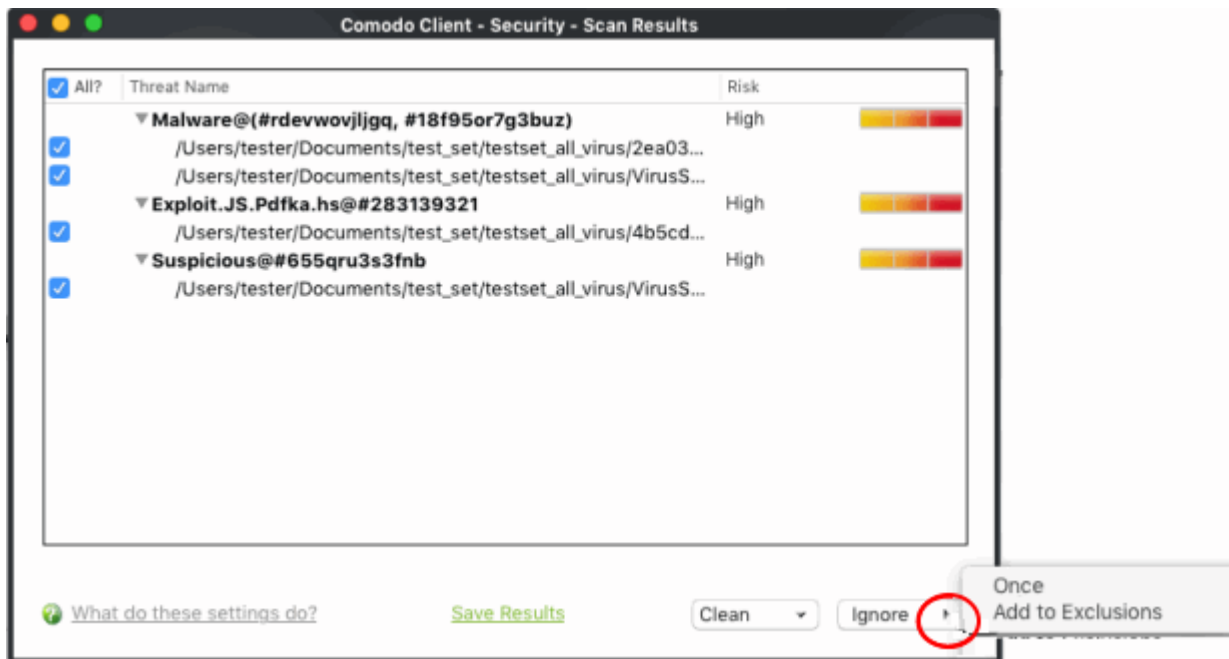 Comodo Client - Security - Scan Results
All? Threat Name Risk
Malware@(#rdevwovjljgq, #18f95or7g3buz) High
/Users/tester/Documents/test_set/testset_all_virus/2ea03...
/Users/tester/Documents/test_set/testset_all_virus/VirusS...
Exploit.JS.Pdfka.hs@#283139321 High
/Users/tester/Documents/test_set/testset_all_virus/4b5cd...
Suspicious@#655qru3s3fnb High
/Users/tester/Documents/test_set/testset_all_virus/VirusS...
What do these settings do? Save Results Clean Ignore
Once
Add to Exclusions